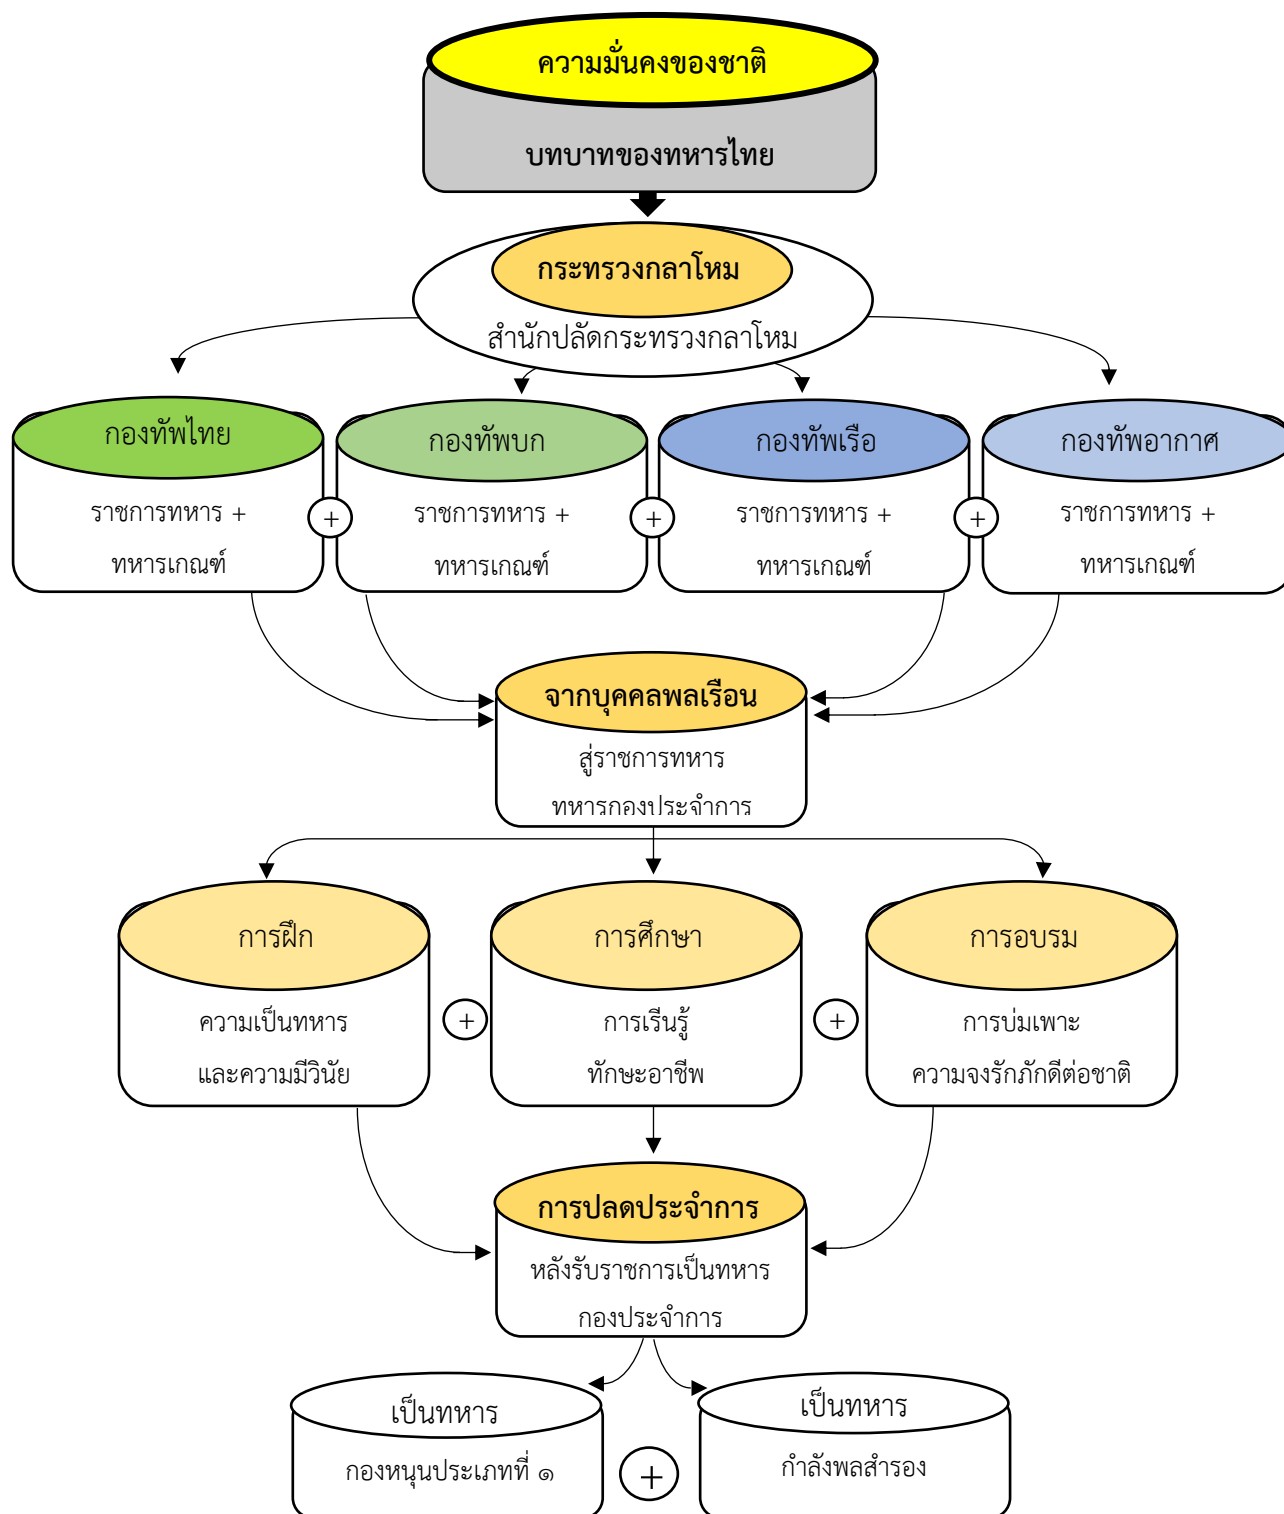 ความมั่นคงของชาติ
บทบาทของทหารไทย
กระทรวงกลาโหม
สำนักปลัดกระทรวงกลาโหม
กองทัพไทย
ราชการทหาร +
ทหารเกณฑ์
+
กองทัพบก
ราชการทหาร +
ทหารเกณฑ์
+
กองทัพเรือ
ราชการทหาร +
ทหารเกณฑ์
+
กองทัพอากาศ
ราชการทหาร +
ทหารเกณฑ์
จากบุคคลพลเรือน
สู่ราชการทหาร
ทหารกองประจำการ
การฝึก
ความเป็นทหาร
และความมีวินัย
+
การศึกษา
การเรีนรู้
ทักษะอาชีพ
+
การอบรม
การบ่มเพาะ
ความจงรักภักดีต่อชาติ
การปลดประจำการ
หลังรับราชการเป็นทหาร
กองประจำการ
เป็นทหาร
กองหนุนประเภทที่ ๑
+
เป็นทหาร
กำลังพลสำรอง